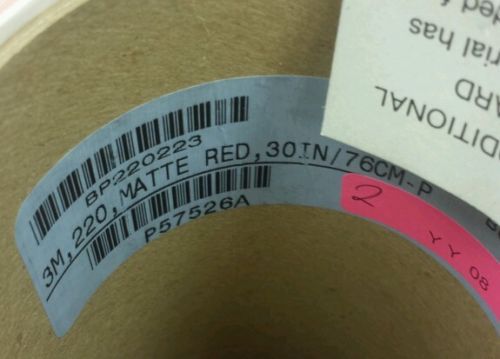 BP220223
3M, 220, MATTE RED, 30IN/76CM-P
P57526A
2
YY 08
DITIONAL
ARD
rial has